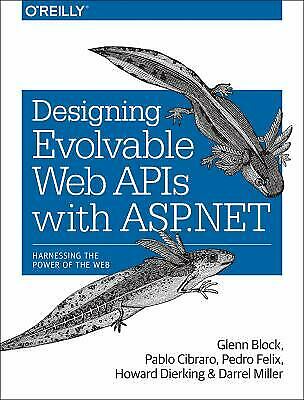 O'REILLY®
Designing
Evolvable
Web APIs
with ASP.NET
HARNESSING THE
POWER OF THE WEB
Glenn Block,
Pablo Cibraro, Pedro Felix,
Howard Dierking & Darrel Miller